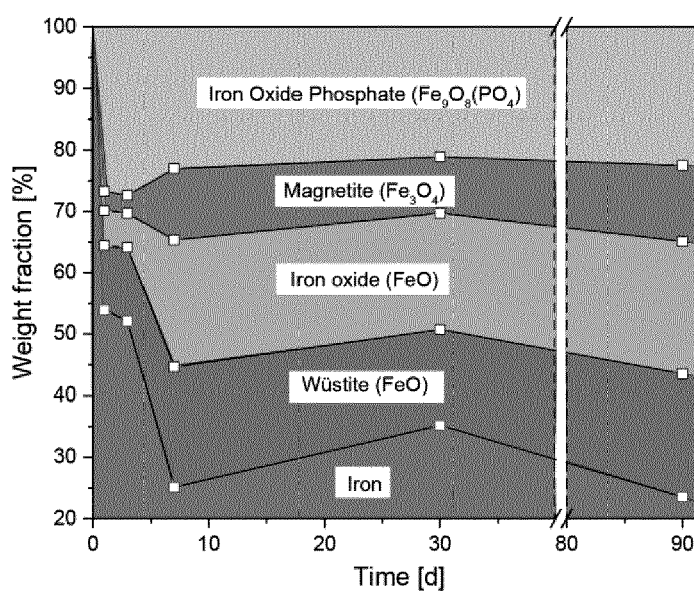 Weight fraction [%]
100
90
80
70
60
50
40
30
20
Iron Oxide Phosphate (Fe₉O₈(PO₄)
Magnetite (Fe₃O₄)
Iron oxide (FeO)
Wüstite (FeO)
Iron
0 10 20 30 80 90
Time [d]